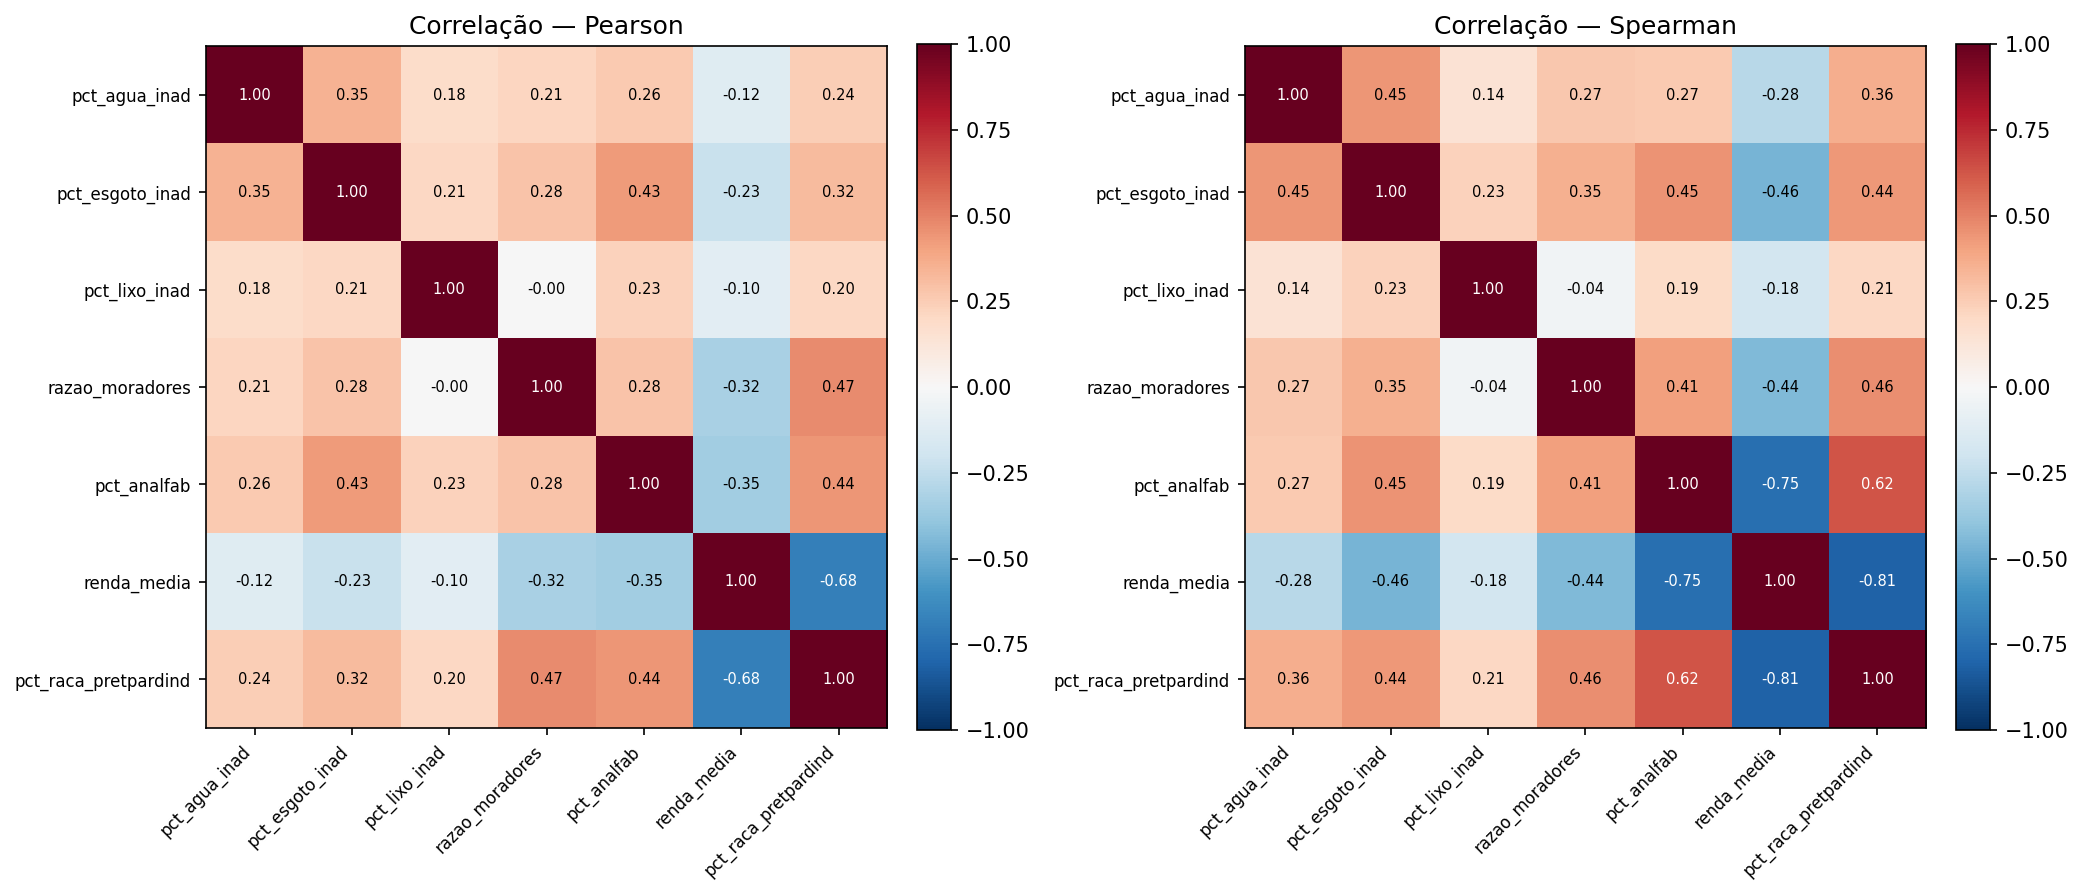 Correlação — Pearson
pct_agua_inad 1.00 0.35 0.18 0.21 0.26 -0.12 0.24
pct_esgoto_inad 0.35 1.00 0.21 0.28 0.43 -0.23 0.32
pct_lixo_inad 0.18 0.21 1.00 -0.00 0.23 -0.10 0.20
razao_moradores 0.21 0.28 -0.00 1.00 0.28 -0.32 0.47
pct_analfab 0.26 0.43 0.23 0.28 1.00 -0.35 0.44
renda_media -0.12 -0.23 -0.10 -0.32 -0.35 1.00 -0.68
pct_raca_pretpardind 0.24 0.32 0.20 0.47 0.44 -0.68 1.00
pct_agua_inad
pct_esgoto_inad
pct_lixo_inad
razao_moradores
pct_analfab
renda_media
pct_raca_pretpardind
1.00
0.75
0.50
0.25
0.00
−0.25
−0.50
−0.75
−1.00
Correlação — Spearman
pct_agua_inad 1.00 0.45 0.14 0.27 0.27 -0.28 0.36
pct_esgoto_inad 0.45 1.00 0.23 0.35 0.45 -0.46 0.44
pct_lixo_inad 0.14 0.23 1.00 -0.04 0.19 -0.18 0.21
razao_moradores 0.27 0.35 -0.04 1.00 0.41 -0.44 0.46
pct_analfab 0.27 0.45 0.19 0.41 1.00 -0.75 0.62
renda_media -0.28 -0.46 -0.18 -0.44 -0.75 1.00 -0.81
pct_raca_pretpardind 0.36 0.44 0.21 0.46 0.62 -0.81 1.00
pct_agua_inad
pct_esgoto_inad
pct_lixo_inad
razao_moradores
pct_analfab
renda_media
pct_raca_pretpardind
1.00
0.75
0.50
0.25
0.00
−0.25
−0.50
−0.75
−1.00